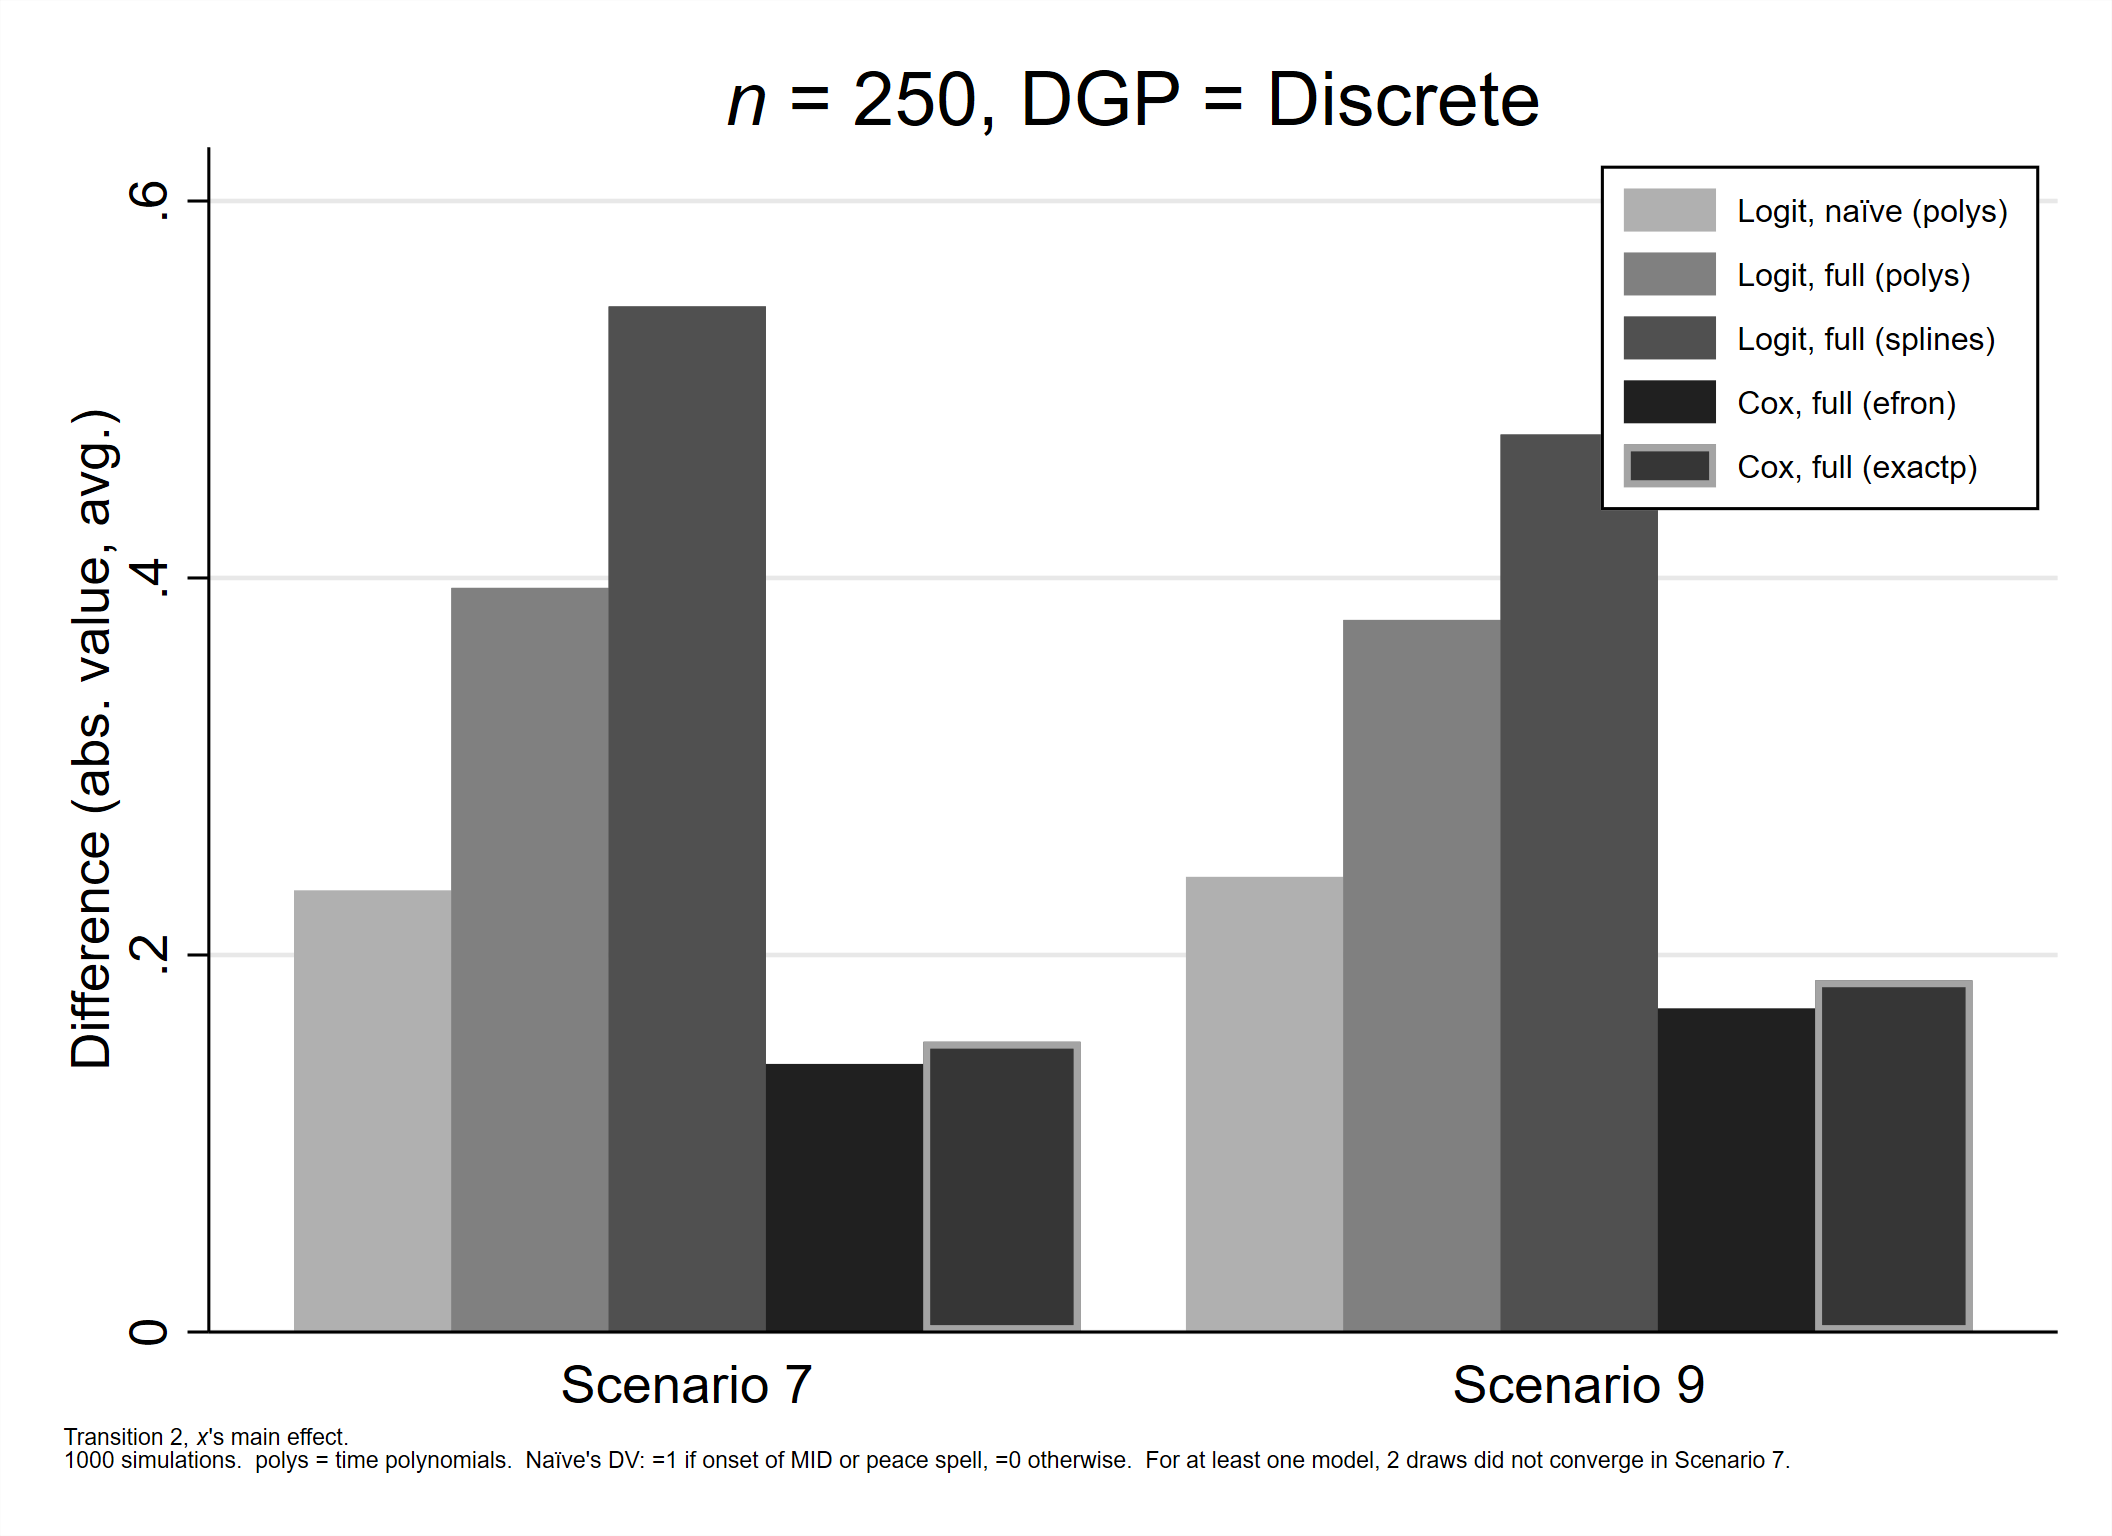 n = 250, DGP = Discrete
Difference (abs. value, avg.)
.6
.4
.2
0
Logit, naïve (polys)
Logit, full (polys)
Logit, full (splines)
Cox, full (efron)
Cox, full (exactp)
Scenario 7
Scenario 9
Transition 2, x's main effect.
1000 simulations.  polys = time polynomials.  Naïve's DV: =1 if onset of MID or peace spell, =0 otherwise.  For at least one model, 2 draws did not converge in Scenario 7.